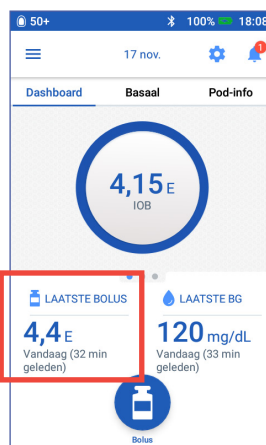 50+ 100% 18:08
17 nov. 1
Dashboard Basaal Pod-info
4,15 E
IOB
LAATSTE BOLUS LAATSTE BG
4,4 E 120 mg/dL
Vandaag (32 min Vandaag (33 min
geleden) geleden)
Bolus